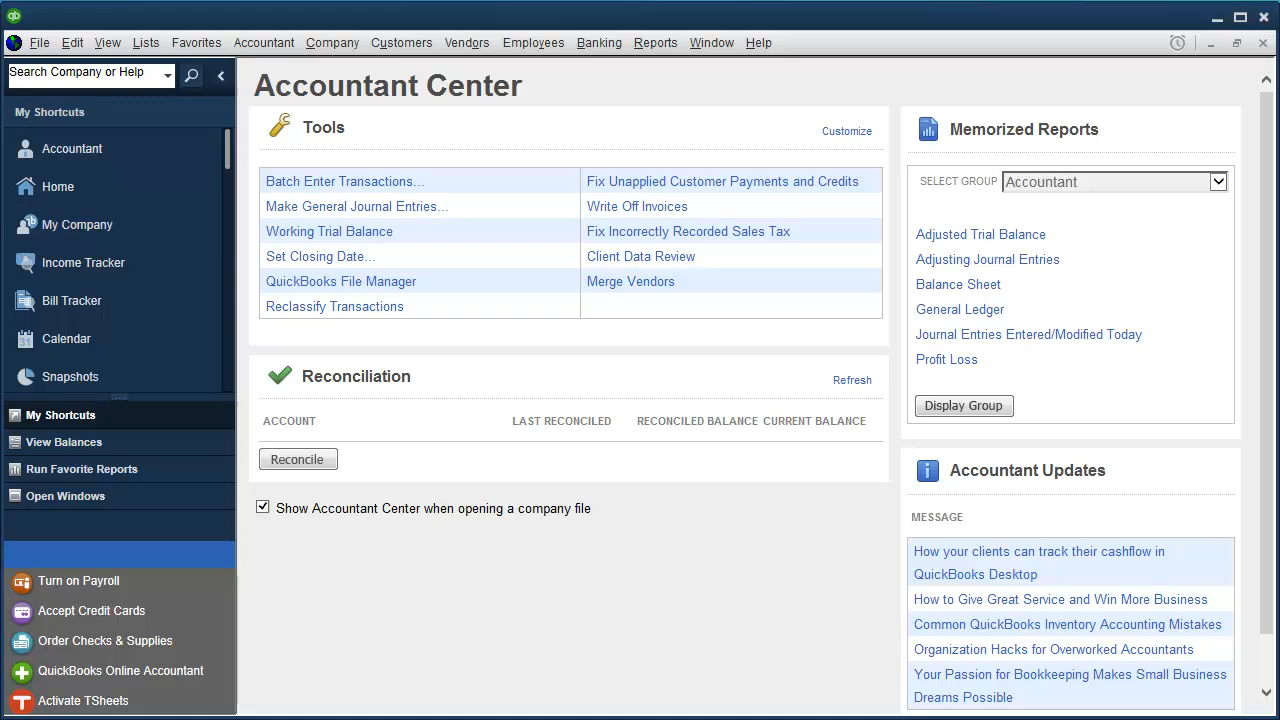 qb
File Edit View Lists Favorites Accountant Company Customers Vendors Employees Banking Reports Window Help
Search Company or Help
My Shortcuts
Accountant
Home
My Company
Income Tracker
Bill Tracker
Calendar
Snapshots
My Shortcuts
View Balances
Run Favorite Reports
Open Windows
Turn on Payroll
Accept Credit Cards
Order Checks & Supplies
QuickBooks Online Accountant
Activate TSheets
Accountant Center
Tools
Customize
Batch Enter Transactions...
Fix Unapplied Customer Payments and Credits
Make General Journal Entries...
Write Off Invoices
Working Trial Balance
Fix Incorrectly Recorded Sales Tax
Set Closing Date...
Client Data Review
QuickBooks File Manager
Merge Vendors
Reclassify Transactions
Reconciliation
Refresh
ACCOUNT LAST RECONCILED RECONCILED BALANCE CURRENT BALANCE
Reconcile
Show Accountant Center when opening a company file
Memorized Reports
SELECT GROUP Accountant
Adjusted Trial Balance
Adjusting Journal Entries
Balance Sheet
General Ledger
Journal Entries Entered/Modified Today
Profit Loss
Display Group
Accountant Updates
MESSAGE
How your clients can track their cashflow in
QuickBooks Desktop
How to Give Great Service and Win More Business
Common QuickBooks Inventory Accounting Mistakes
Organization Hacks for Overworked Accountants
Your Passion for Bookkeeping Makes Small Business
Dreams Possible